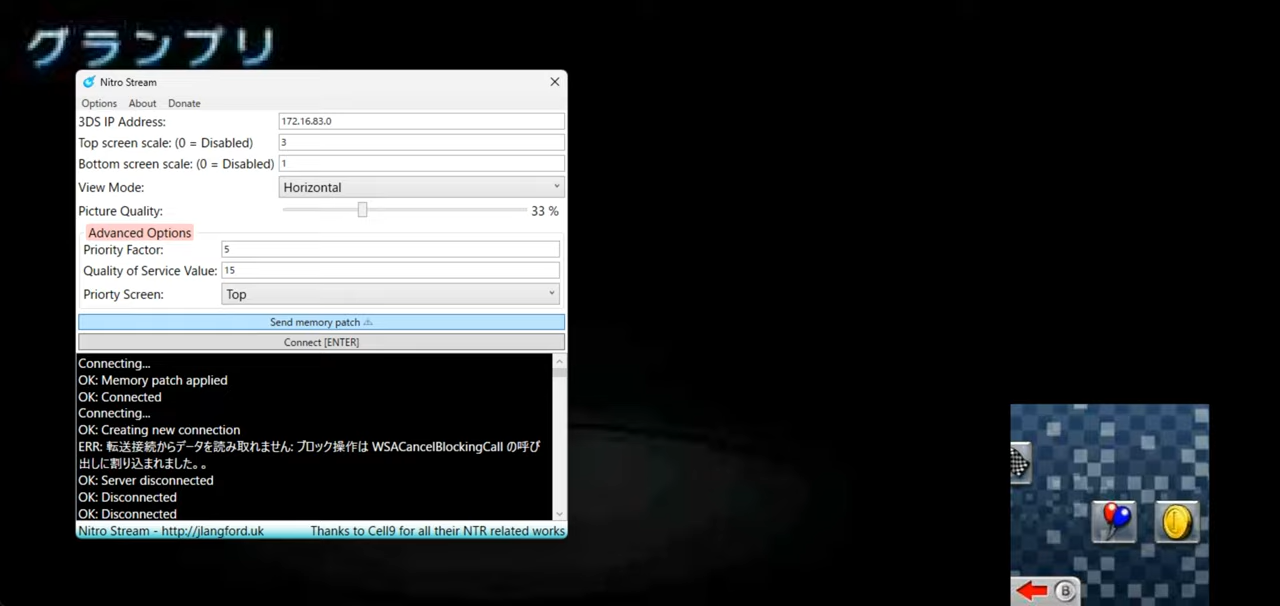 グランプリ
Nitro Stream
Options About Donate
3DS IP Address: 172.16.83.0
Top screen scale: (0 = Disabled) 3
Bottom screen scale: (0 = Disabled) 1
View Mode: Horizontal
Picture Quality: 33 %
Advanced Options
Priority Factor: 5
Quality of Service Value: 15
Priorty Screen: Top
Send memory patch ⚠
Connect [ENTER]
Connecting...
OK: Memory patch applied
OK: Connected
Connecting...
OK: Creating new connection
ERR: 転送接続からデータを読み取れません: ブロック操作は WSACancelBlockingCall の呼び
出しに割り込まれました。。
OK: Server disconnected
OK: Disconnected
OK: Disconnected
Nitro Stream - http://jlangford.uk Thanks to Cell9 for all their NTR related works
B